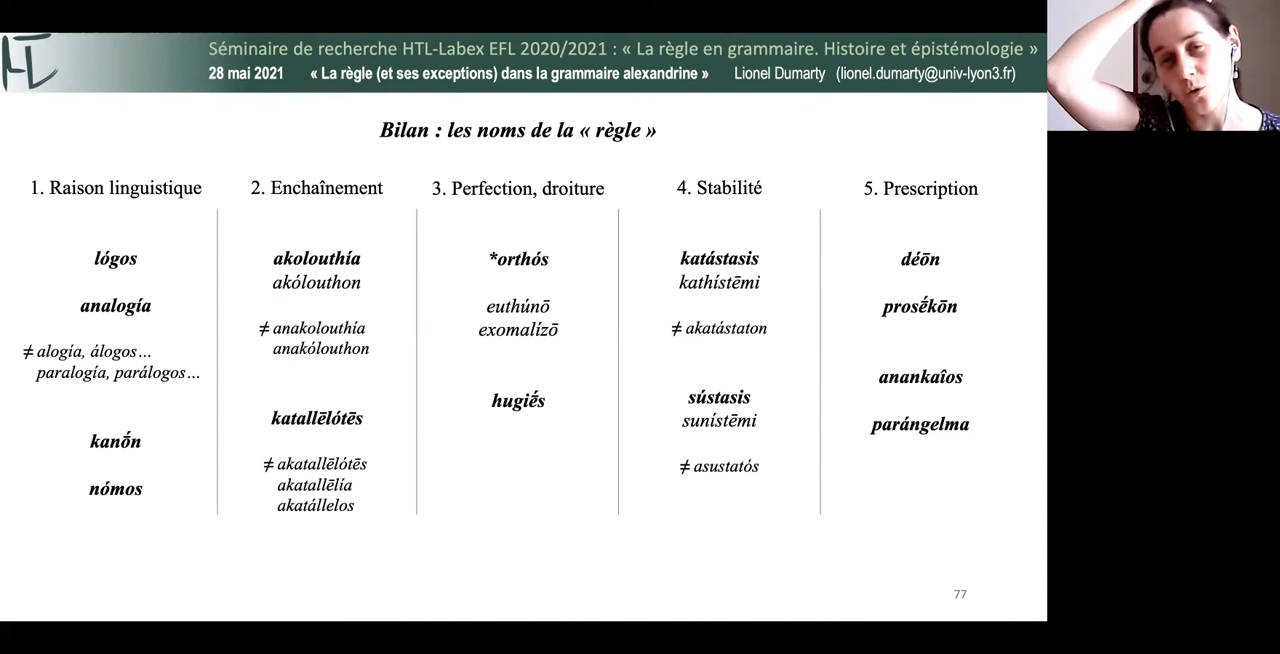 HTL
Séminaire de recherche HTL-Labex EFL 2020/2021 : « La règle en grammaire. Histoire et épistémologie »
28 mai 2021 « La règle (et ses exceptions) dans la grammaire alexandrine » Lionel Dumarty (lionel.dumarty@univ-lyon3.fr)
Bilan : les noms de la « règle »
1. Raison linguistique
lógos
analogía
≠ alogía, álogos...
paralogía, parálogos...
kanṓn
nómos
2. Enchaînement
akolouthía
akólouthon
≠ anakolouthía
anakólouthon
katallēlótēs
≠ akatallēlótēs
akatallēlía
akatállelos
3. Perfection, droiture
*orthós
euthúnō
exomalízō
hugiḗs
4. Stabilité
katástasis
kathístēmi
≠ akatástaton
sústasis
sunístēmi
≠ asustatós
5. Prescription
déōn
prosḗkōn
anankaîos
parángelma
77